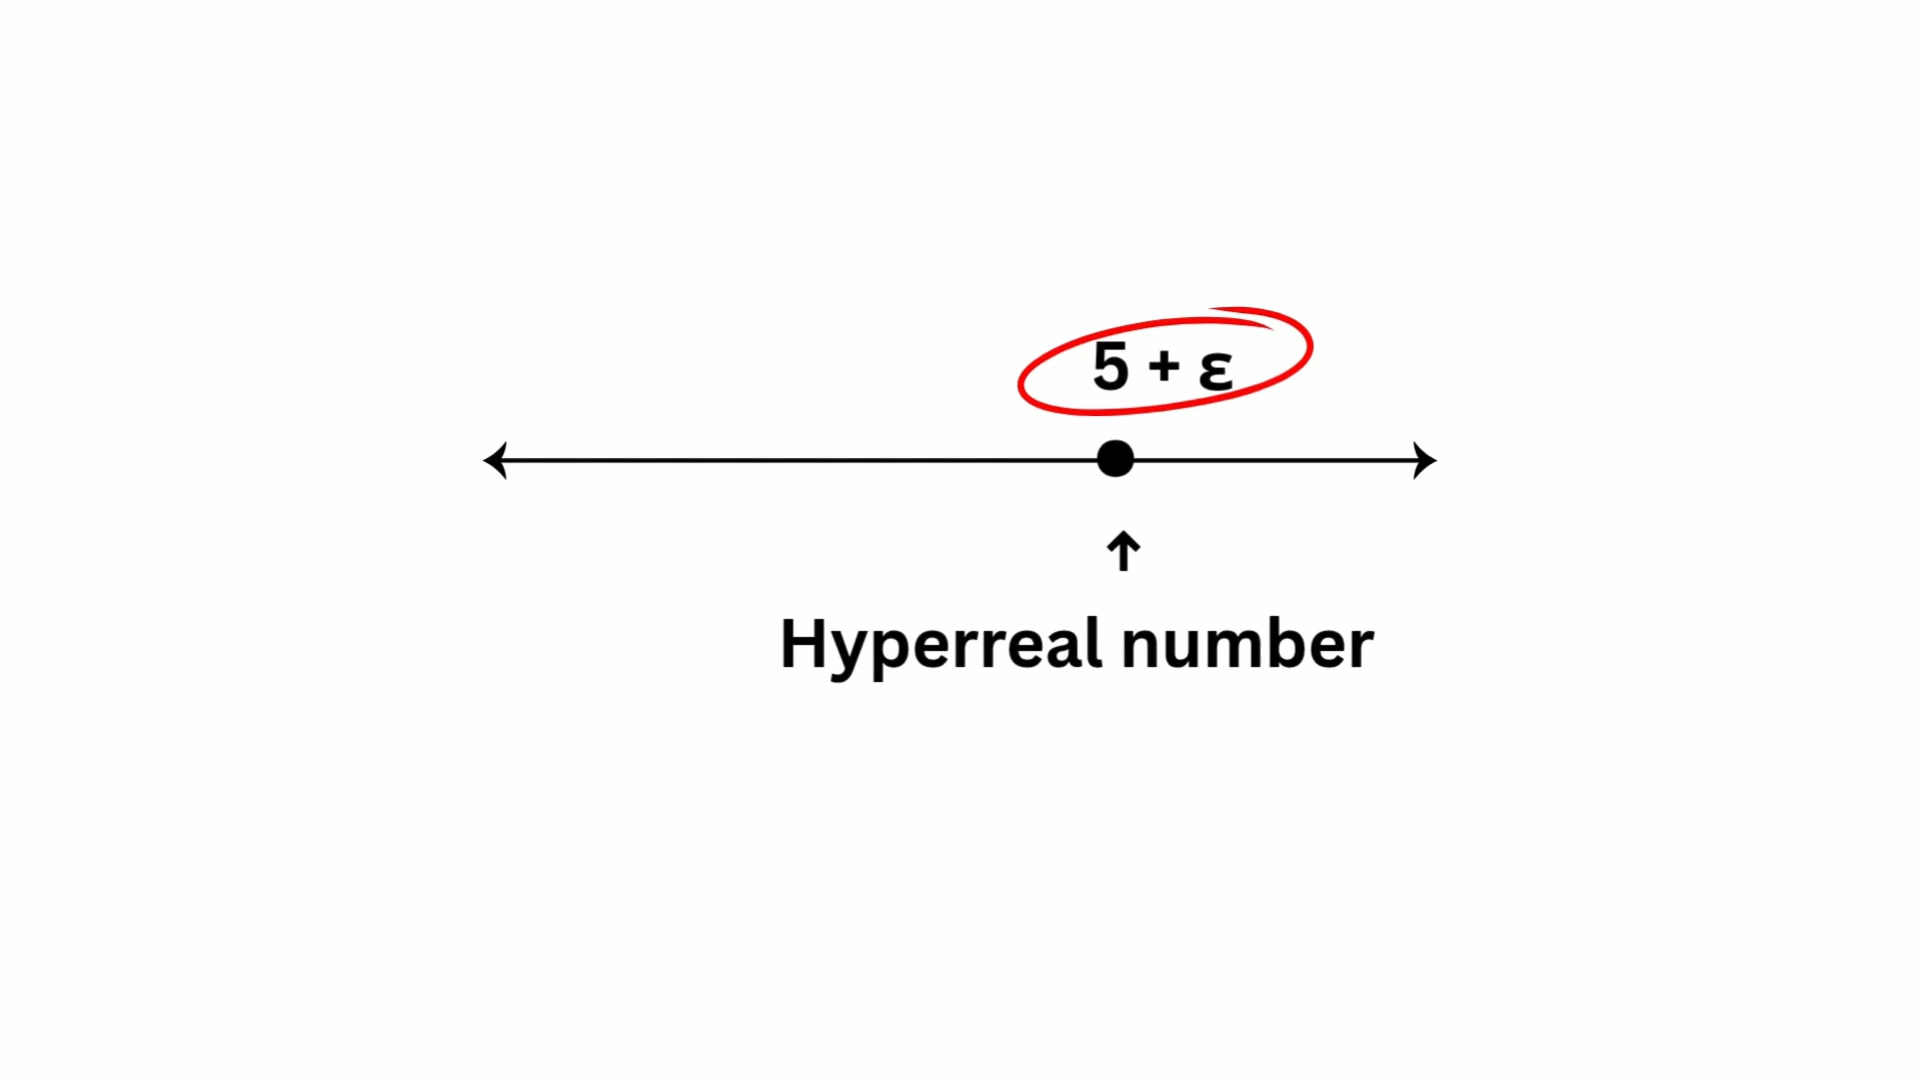 5 + ε
↑
Hyperreal number